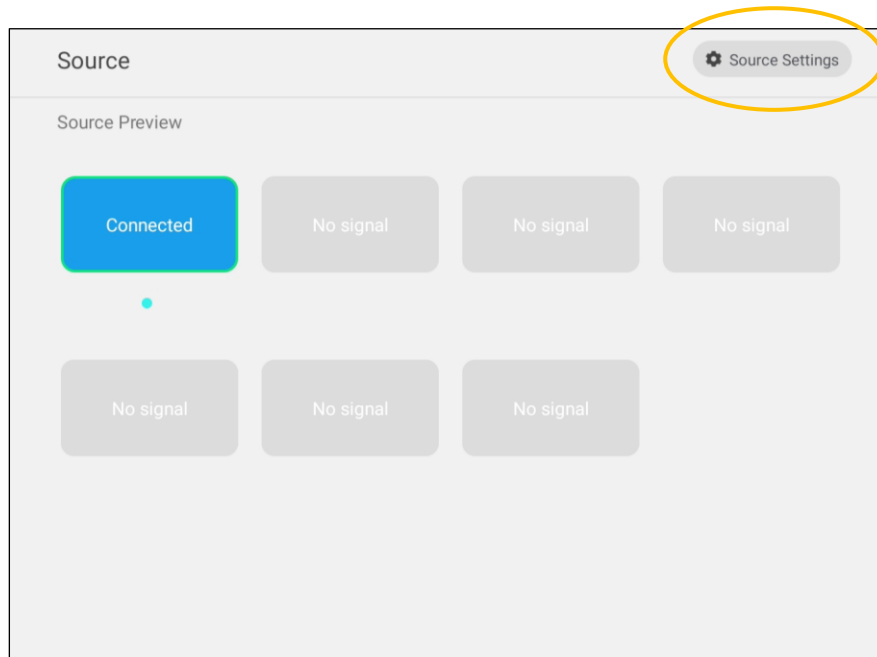 Source
Source Settings
Source Preview
Connected
No signal
No signal
No signal
No signal
No signal
No signal